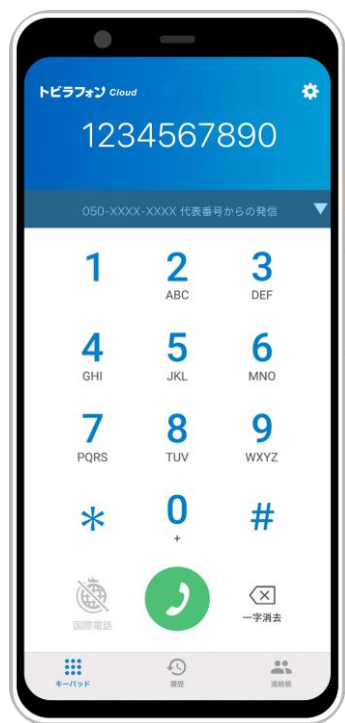 トビラフォン Cloud
1234567890
050-XXXX-XXXX 代表番号からの発信
1 2 3
ABC DEF
4 5 6
GHI JKL MNO
7 8 9
PQRS TUV WXYZ
* 0 #
+
国際電話 一字消去
キーパッド 履歴 連絡帳